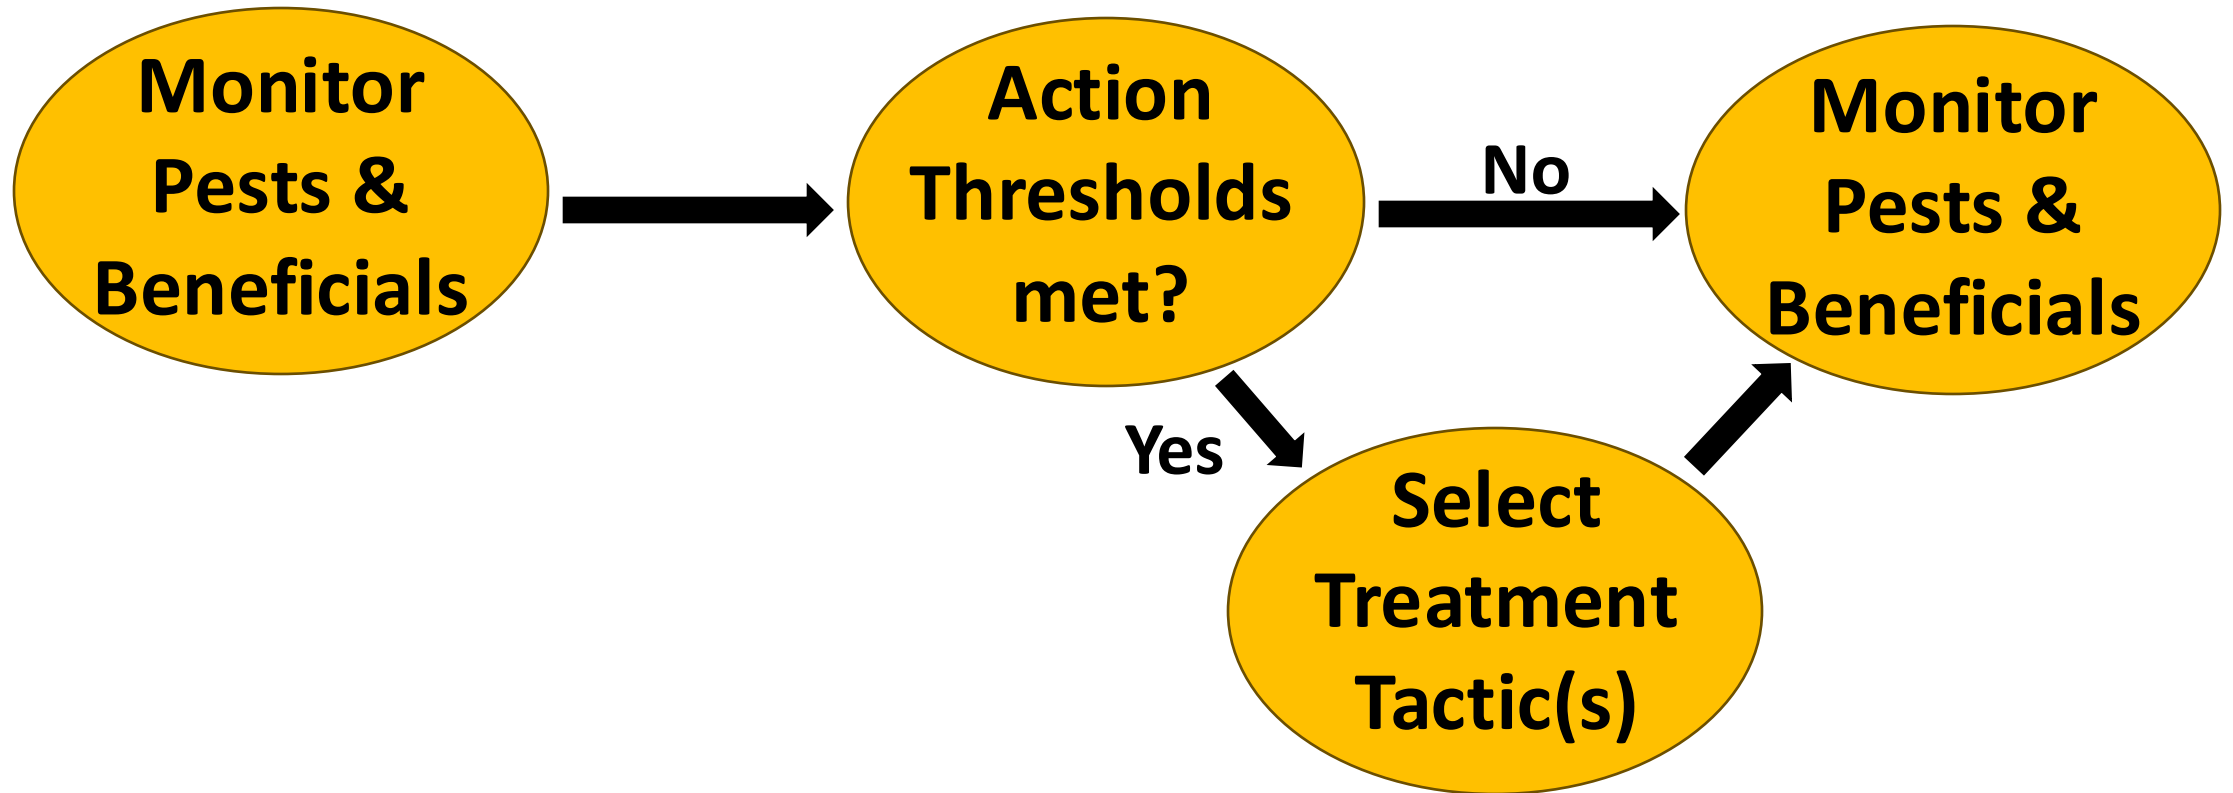 Monitor
Pests &
Beneficials
Action
Thresholds
met?
No
Monitor
Pests &
Beneficials
Yes
Select
Treatment
Tactic(s)